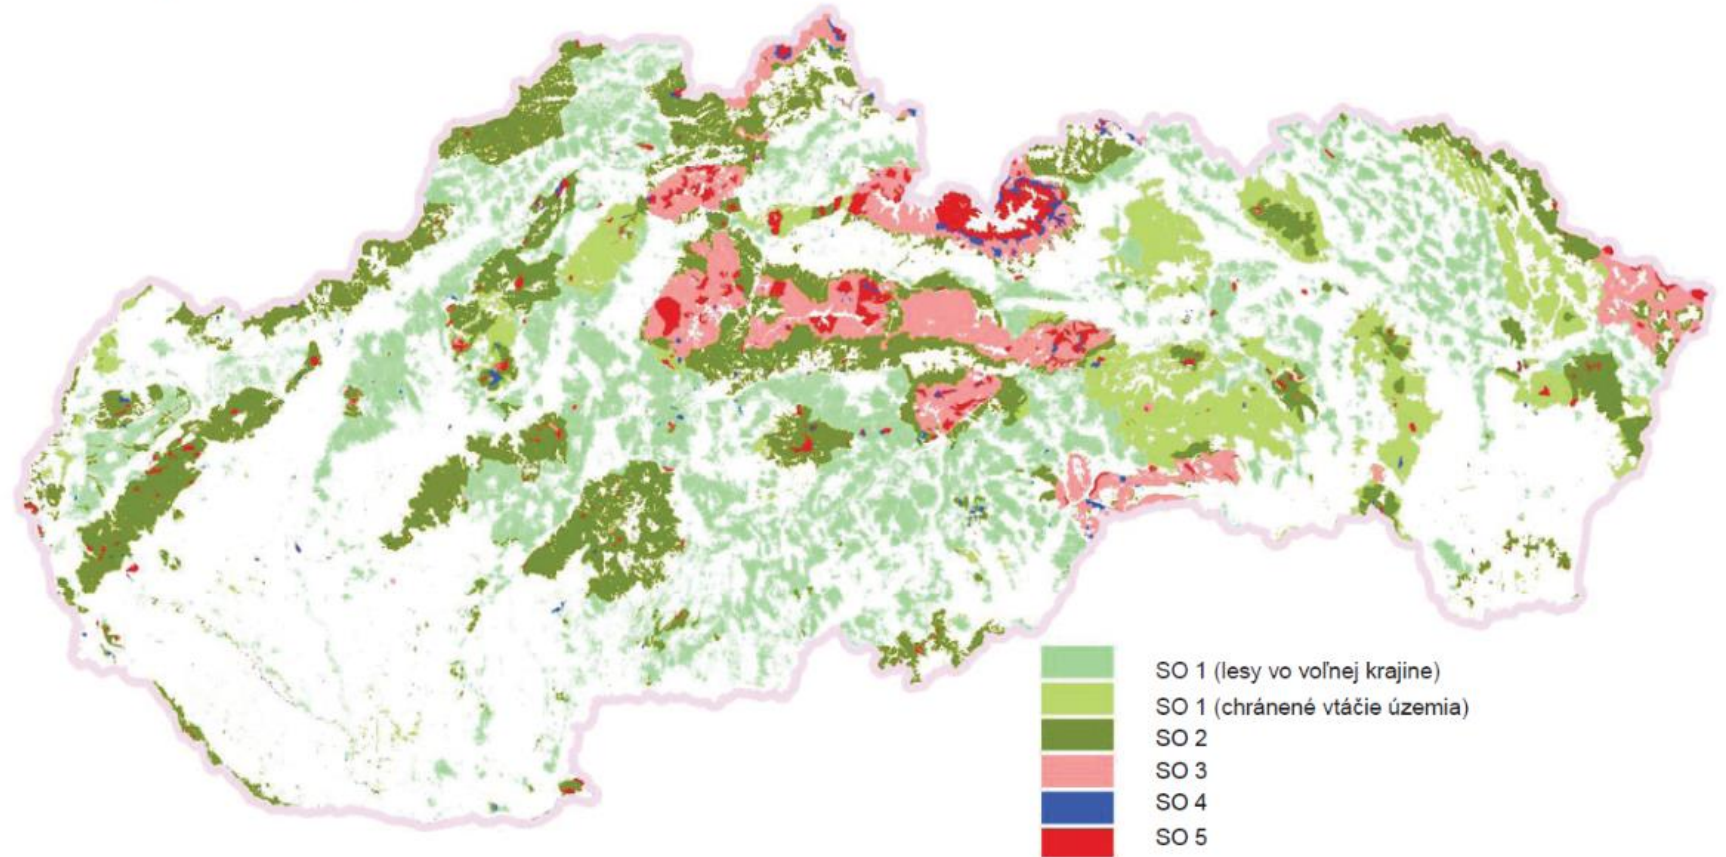 SO 1 (lesy vo voľnej krajine)
SO 1 (chránené vtáčie územia)
SO 2
SO 3
SO 4
SO 5